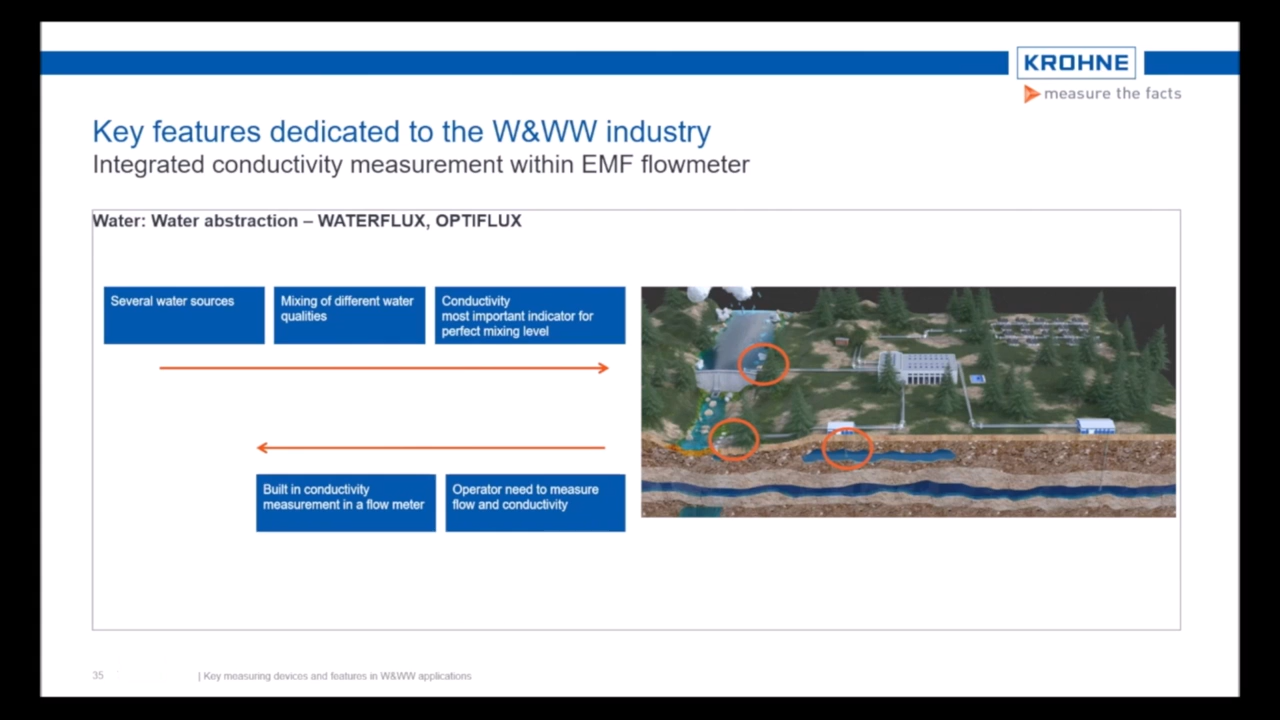 KROHNE
measure the facts
Key features dedicated to the W&WW industry
Integrated conductivity measurement within EMF flowmeter
Water: Water abstraction – WATERFLUX, OPTIFLUX
Several water sources
Mixing of different water
qualities
Conductivity
most important indicator for
perfect mixing level
Built in conductivity
measurement in a flow meter
Operator need to measure
flow and conductivity
35
| Key measuring devices and features in W&WW applications